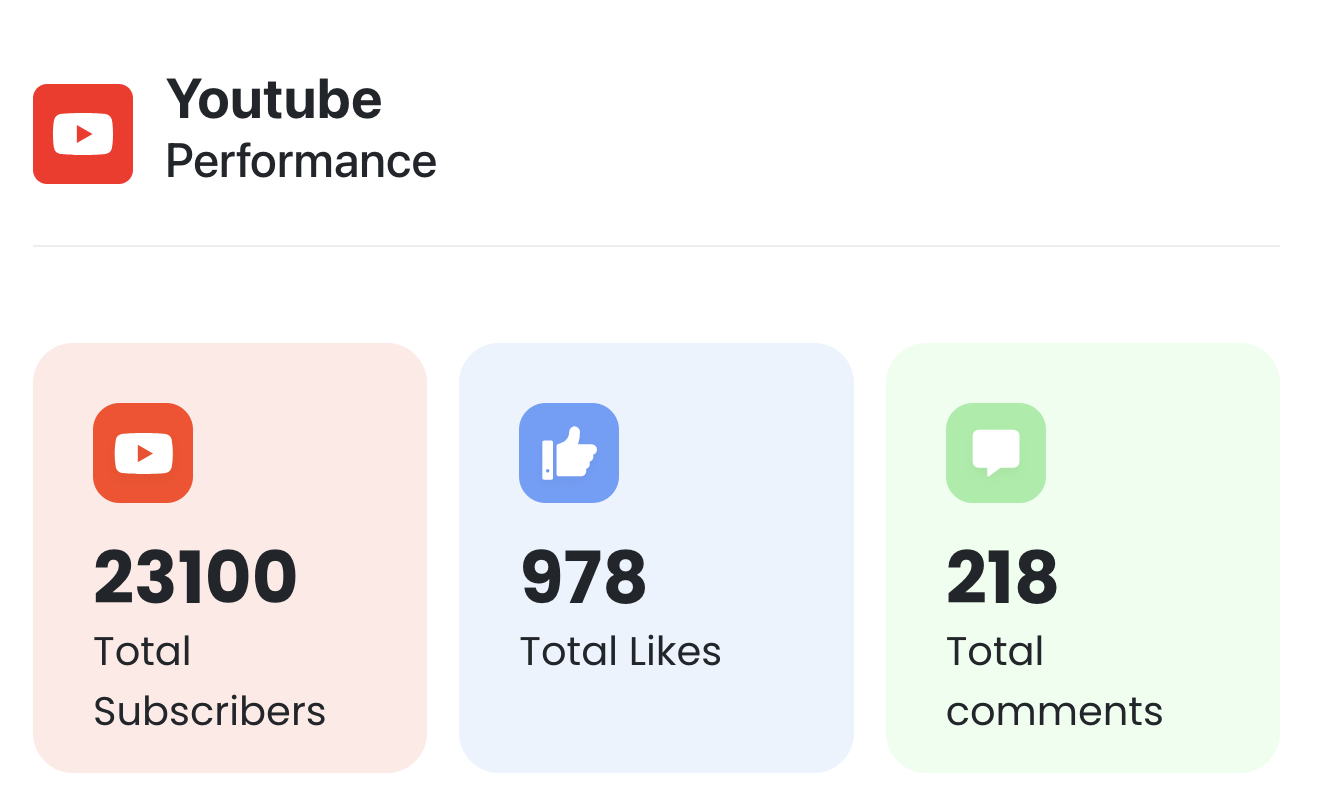 Youtube
Performance
23100
Total
Subscribers
978
Total Likes
218
Total
comments